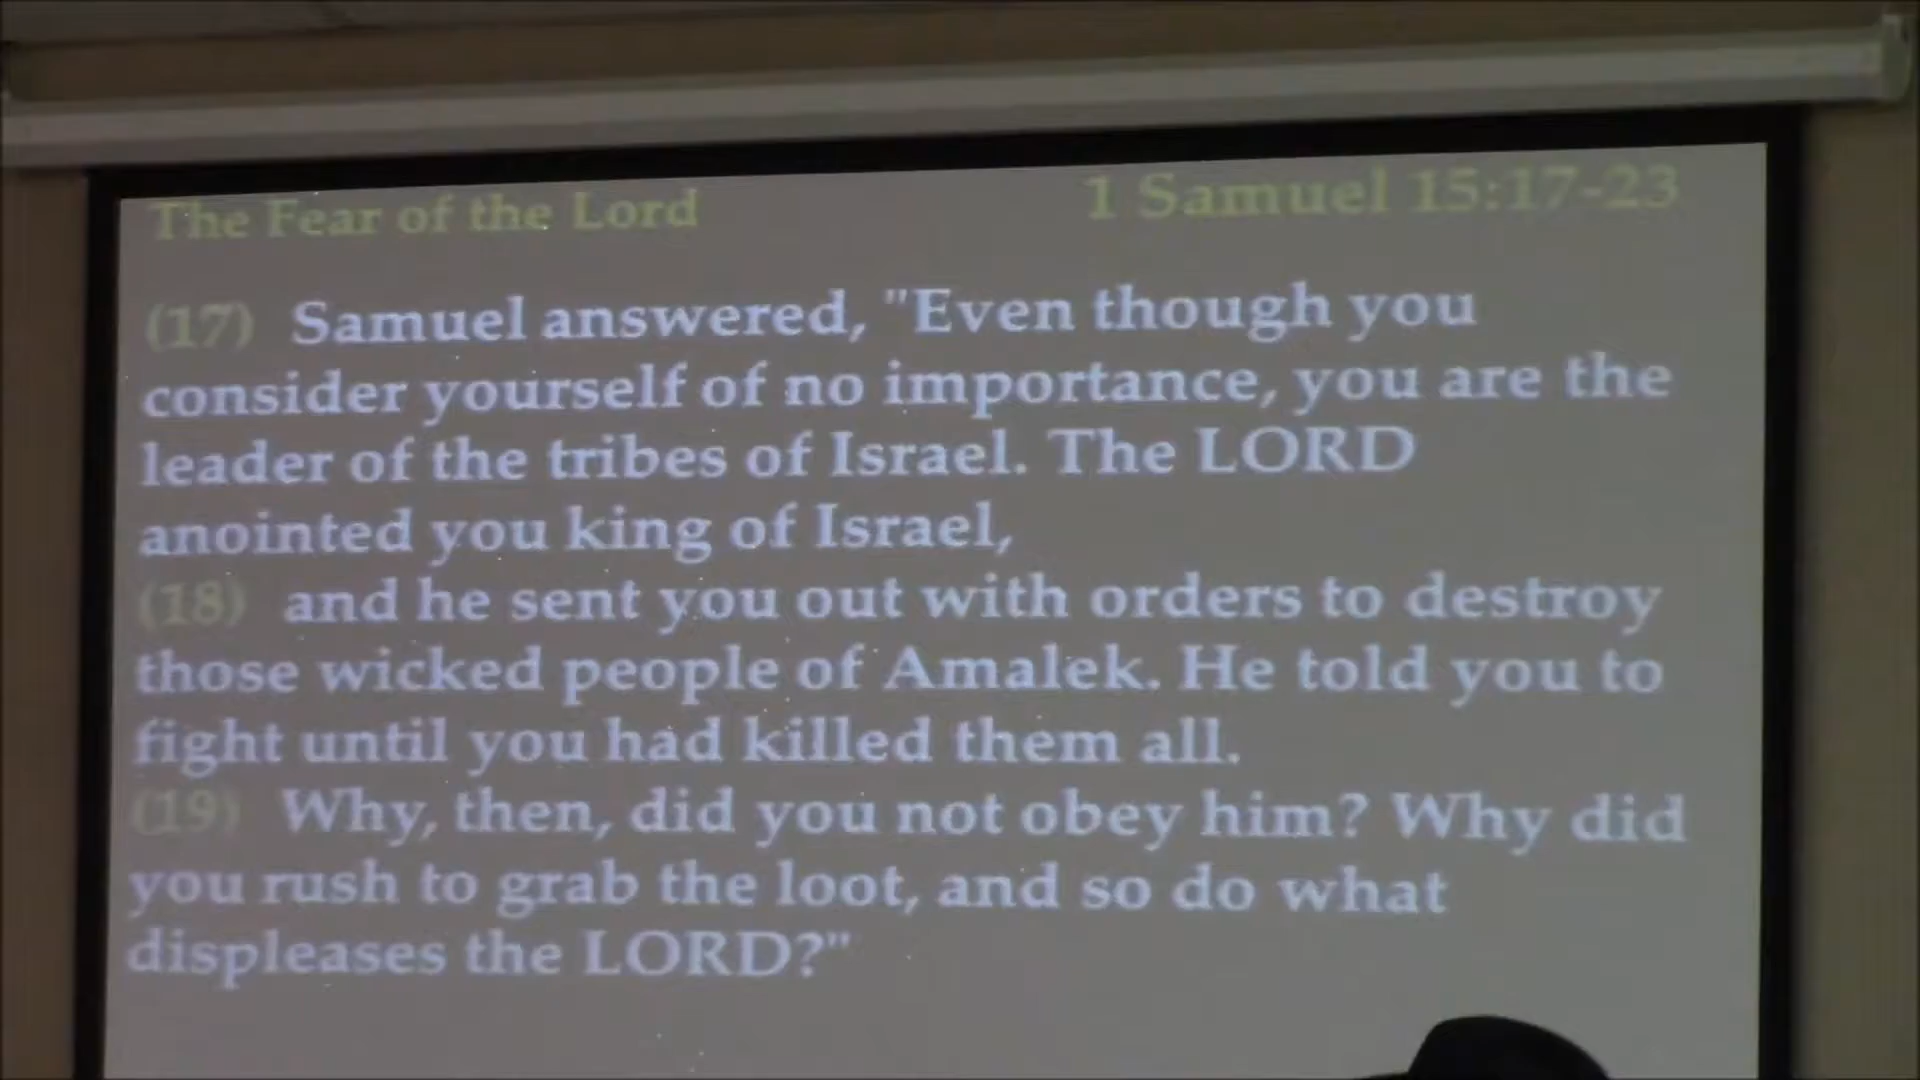 The Fear of the Lord 1 Samuel 15:17-23
(17) Samuel answered, "Even though you
consider yourself of no importance, you are the
leader of the tribes of Israel. The LORD
anointed you king of Israel,
(18) and he sent you out with orders to destroy
those wicked people of Amalek. He told you to
fight until you had killed them all.
(19) Why, then, did you not obey him? Why did
you rush to grab the loot, and so do what
displeases the LORD?"